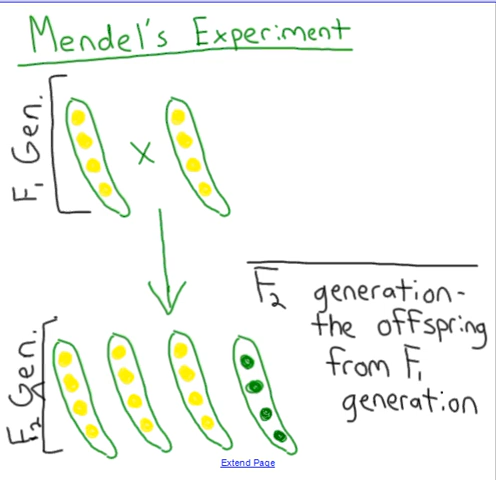 Mendel's Experiment
F₁ Gen.
x
F₂ generation-
the offspring
from F₁
generation
F₂ Gen.
Extend Page